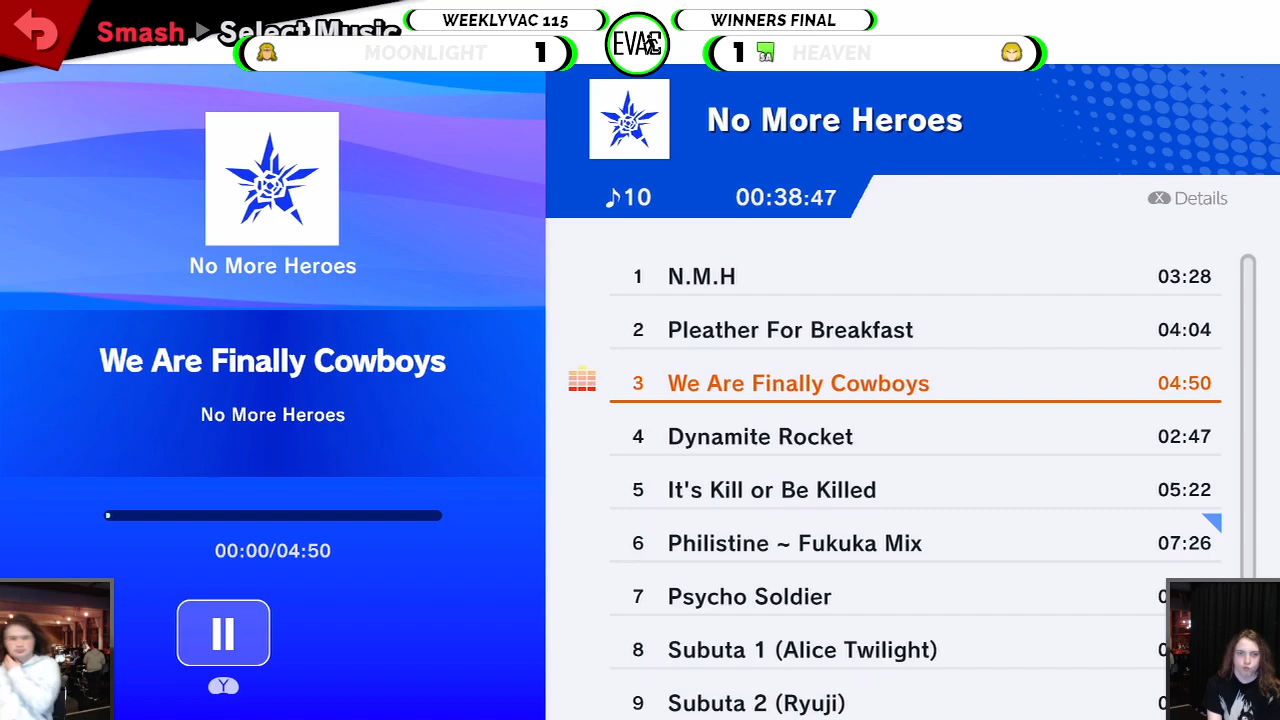 Smash ▶ Select Music
WEEKLYVAC 115
WINNERS FINAL
MOONLIGHT 1
EVAC
1 SA HEAVEN
No More Heroes
We Are Finally Cowboys
No More Heroes
00:00/04:50
Y
No More Heroes
♪10 00:38:47
X Details
1 N.M.H 03:28
2 Pleather For Breakfast 04:04
3 We Are Finally Cowboys 04:50
4 Dynamite Rocket 02:47
5 It's Kill or Be Killed 05:22
6 Philistine ~ Fukuka Mix 07:26
7 Psycho Soldier
8 Subuta 1 (Alice Twilight)
9 Subuta 2 (Ryuji)